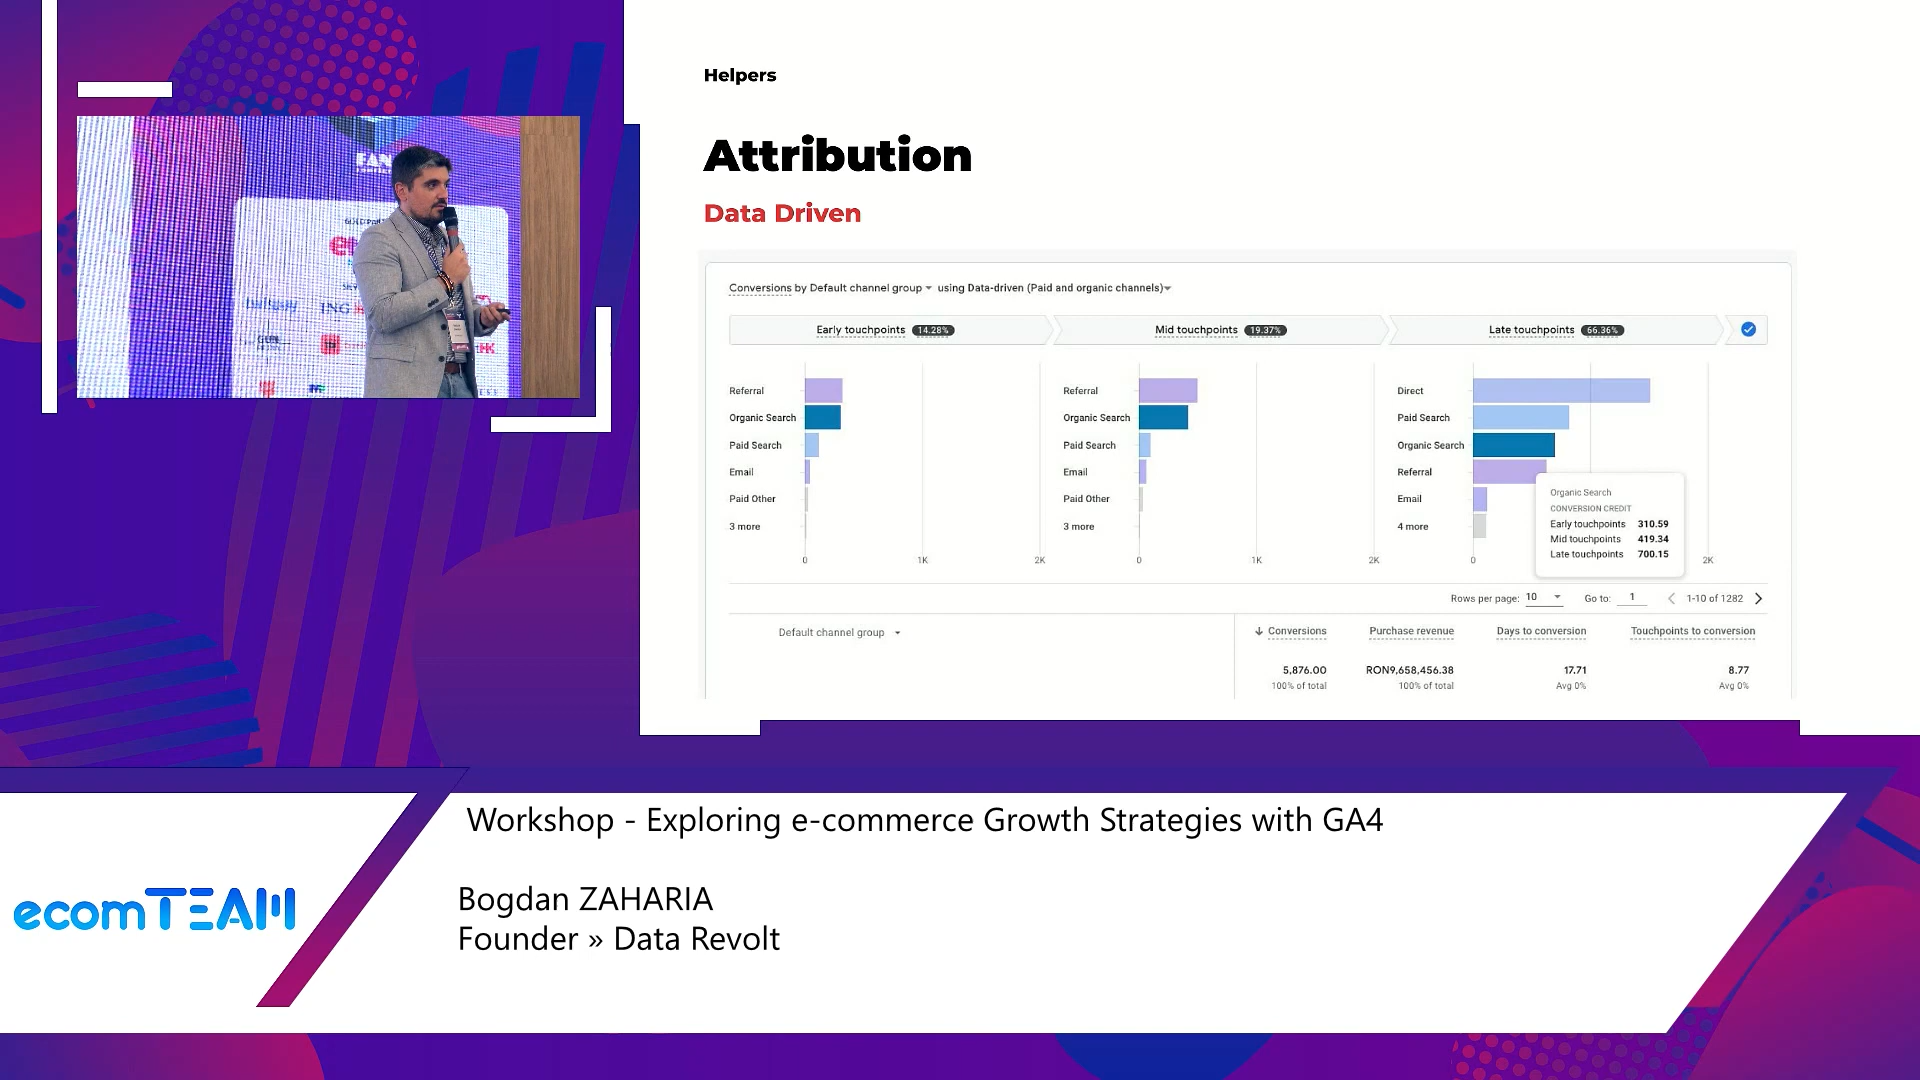 Helpers
Attribution
Data Driven
Conversions by Default channel group using Data-driven (Paid and organic channels)
Early touchpoints 14.28%
Mid touchpoints 19.37%
Late touchpoints 66.36%
Referral
Organic Search
Paid Search
Email
Paid Other
3 more
0 1K 2K
Referral
Organic Search
Paid Search
Email
Paid Other
3 more
0 1K 2K
Direct
Paid Search
Organic Search
Referral
Email
4 more
0 2K
Organic Search
CONVERSION CREDIT
Early touchpoints 310.59
Mid touchpoints 419.34
Late touchpoints 700.15
Rows per page: 10 Go to: 1 1-10 of 1282
Default channel group
Conversions Purchase revenue Days to conversion Touchpoints to conversion
5,876.00 RON9,658,456.38 17.71 8.77
100% of total 100% of total Avg 0% Avg 0%
ING
Workshop - Exploring e-commerce Growth Strategies with GA4
Bogdan ZAHARIA
Founder » Data Revolt
ecomTEAM